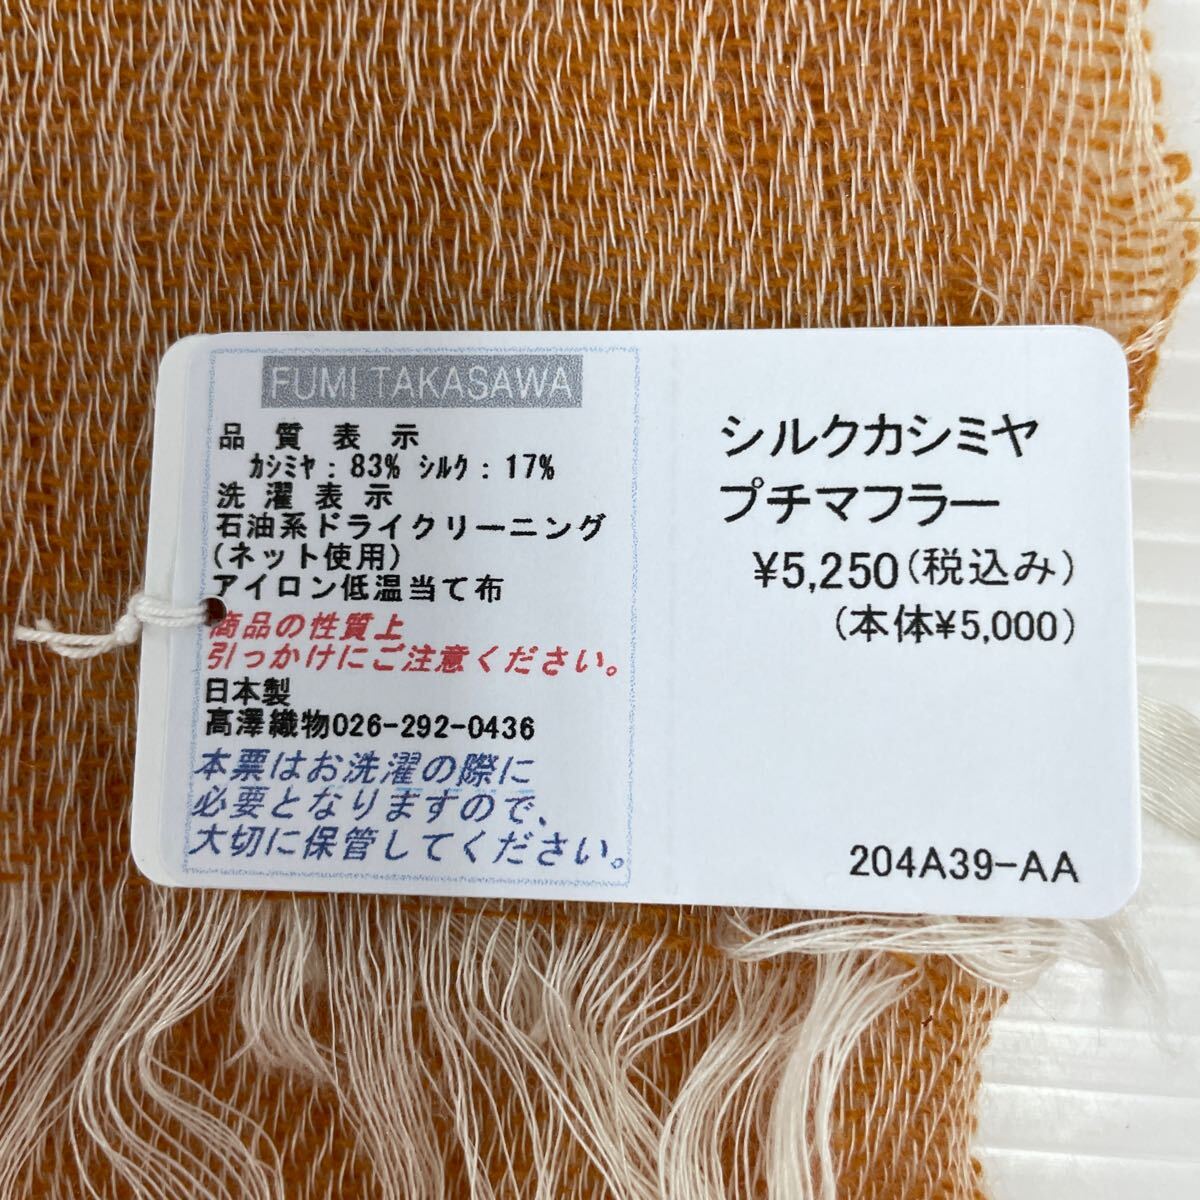 FUMI TAKASAWA
品 質 表 示
カシミヤ：83% シルク：17%
洗 濯 表 示
石油系ドライクリーニング
(ネット使用)
アイロン低温当て布
商品の性質上
引っかけにご注意ください。
日本製
高澤織物026-292-0436
本票はお洗濯の際に
必要となりますので、
大切に保管してください。
シルクカシミヤ
プチマフラー
¥5,250(税込み)
(本体¥5,000)
204A39-AA